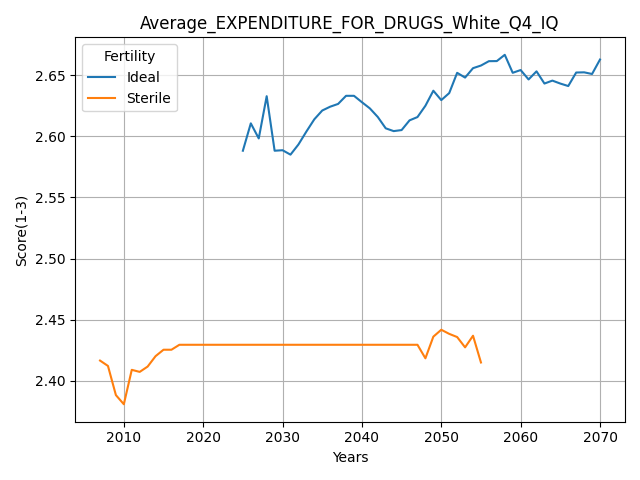 Average_EXPENDITURE_FOR_DRUGS_White_Q4_IQ
Fertility
Ideal
Sterile
Score(1-3)
2.65
2.60
2.55
2.50
2.45
2.40
2010 2020 2030 2040 2050 2060 2070
Years